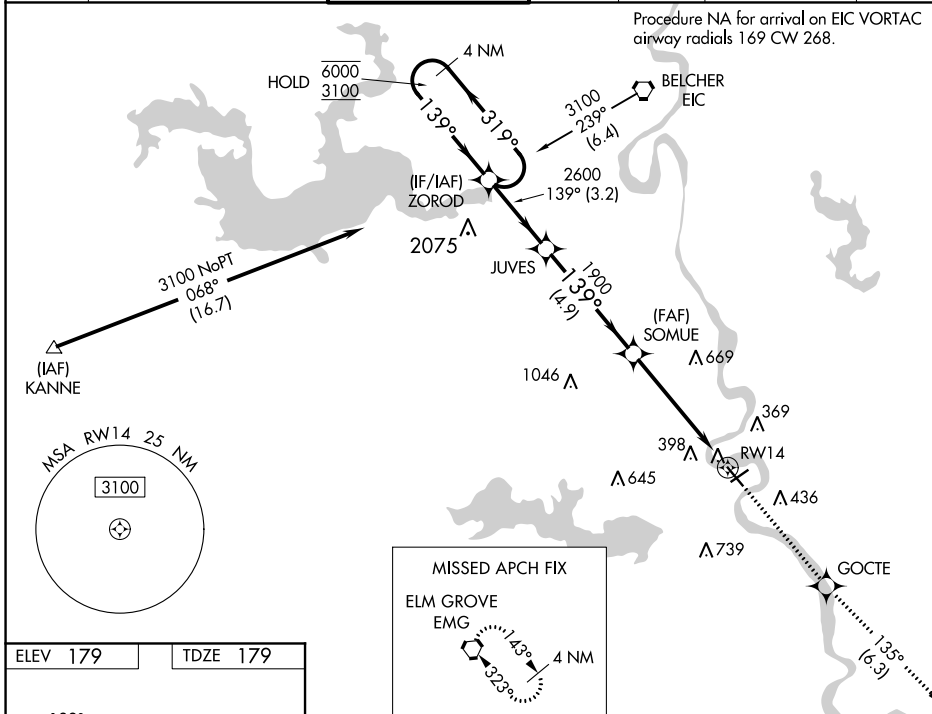 Procedure NA for arrival on EIC VORTAC
airway radials 169 CW 268.
4 NM
HOLD
6000
3100
139°
319°
BELCHER
EIC
3100
239°
(6.4)
(IF/IAF)
ZOROD
2600
139° (3.2)
2075
JUVES
1900
139°
(4.9)
3100 NoPT
068°
(16.7)
(IAF)
KANNE
(FAF)
SOMUE
669
1046
369
398
RW14
645
436
739
GOCTE
135°
(6.3)
MSA RW14 25 NM
3100
MISSED APCH FIX
ELM GROVE
EMG
143°
4 NM
323°
ELEV 179
TDZE 179